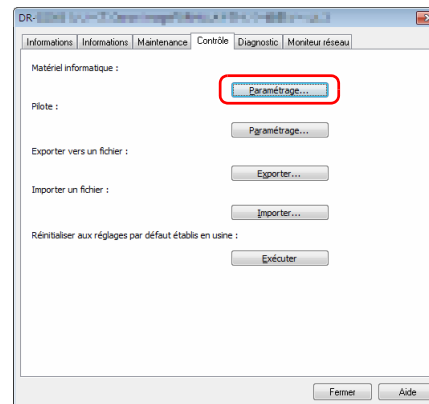 DR-
Informations Informations Maintenance Contrôle Diagnostic Moniteur réseau
Matériel informatique :
Paramétrage...
Pilote :
Paramétrage...
Exporter vers un fichier :
Exporter...
Importer un fichier :
Importer...
Réinitialiser aux réglages par défaut établis en usine :
Exécuter
Fermer Aide